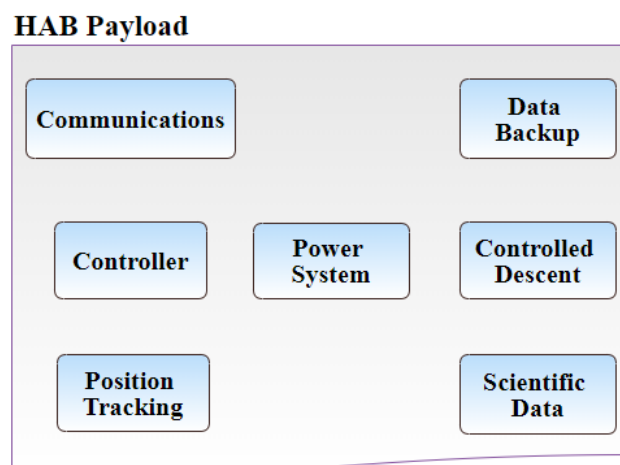 HAB Payload
Communications
Data
Backup
Controller
Power
System
Controlled
Descent
Position
Tracking
Scientific
Data